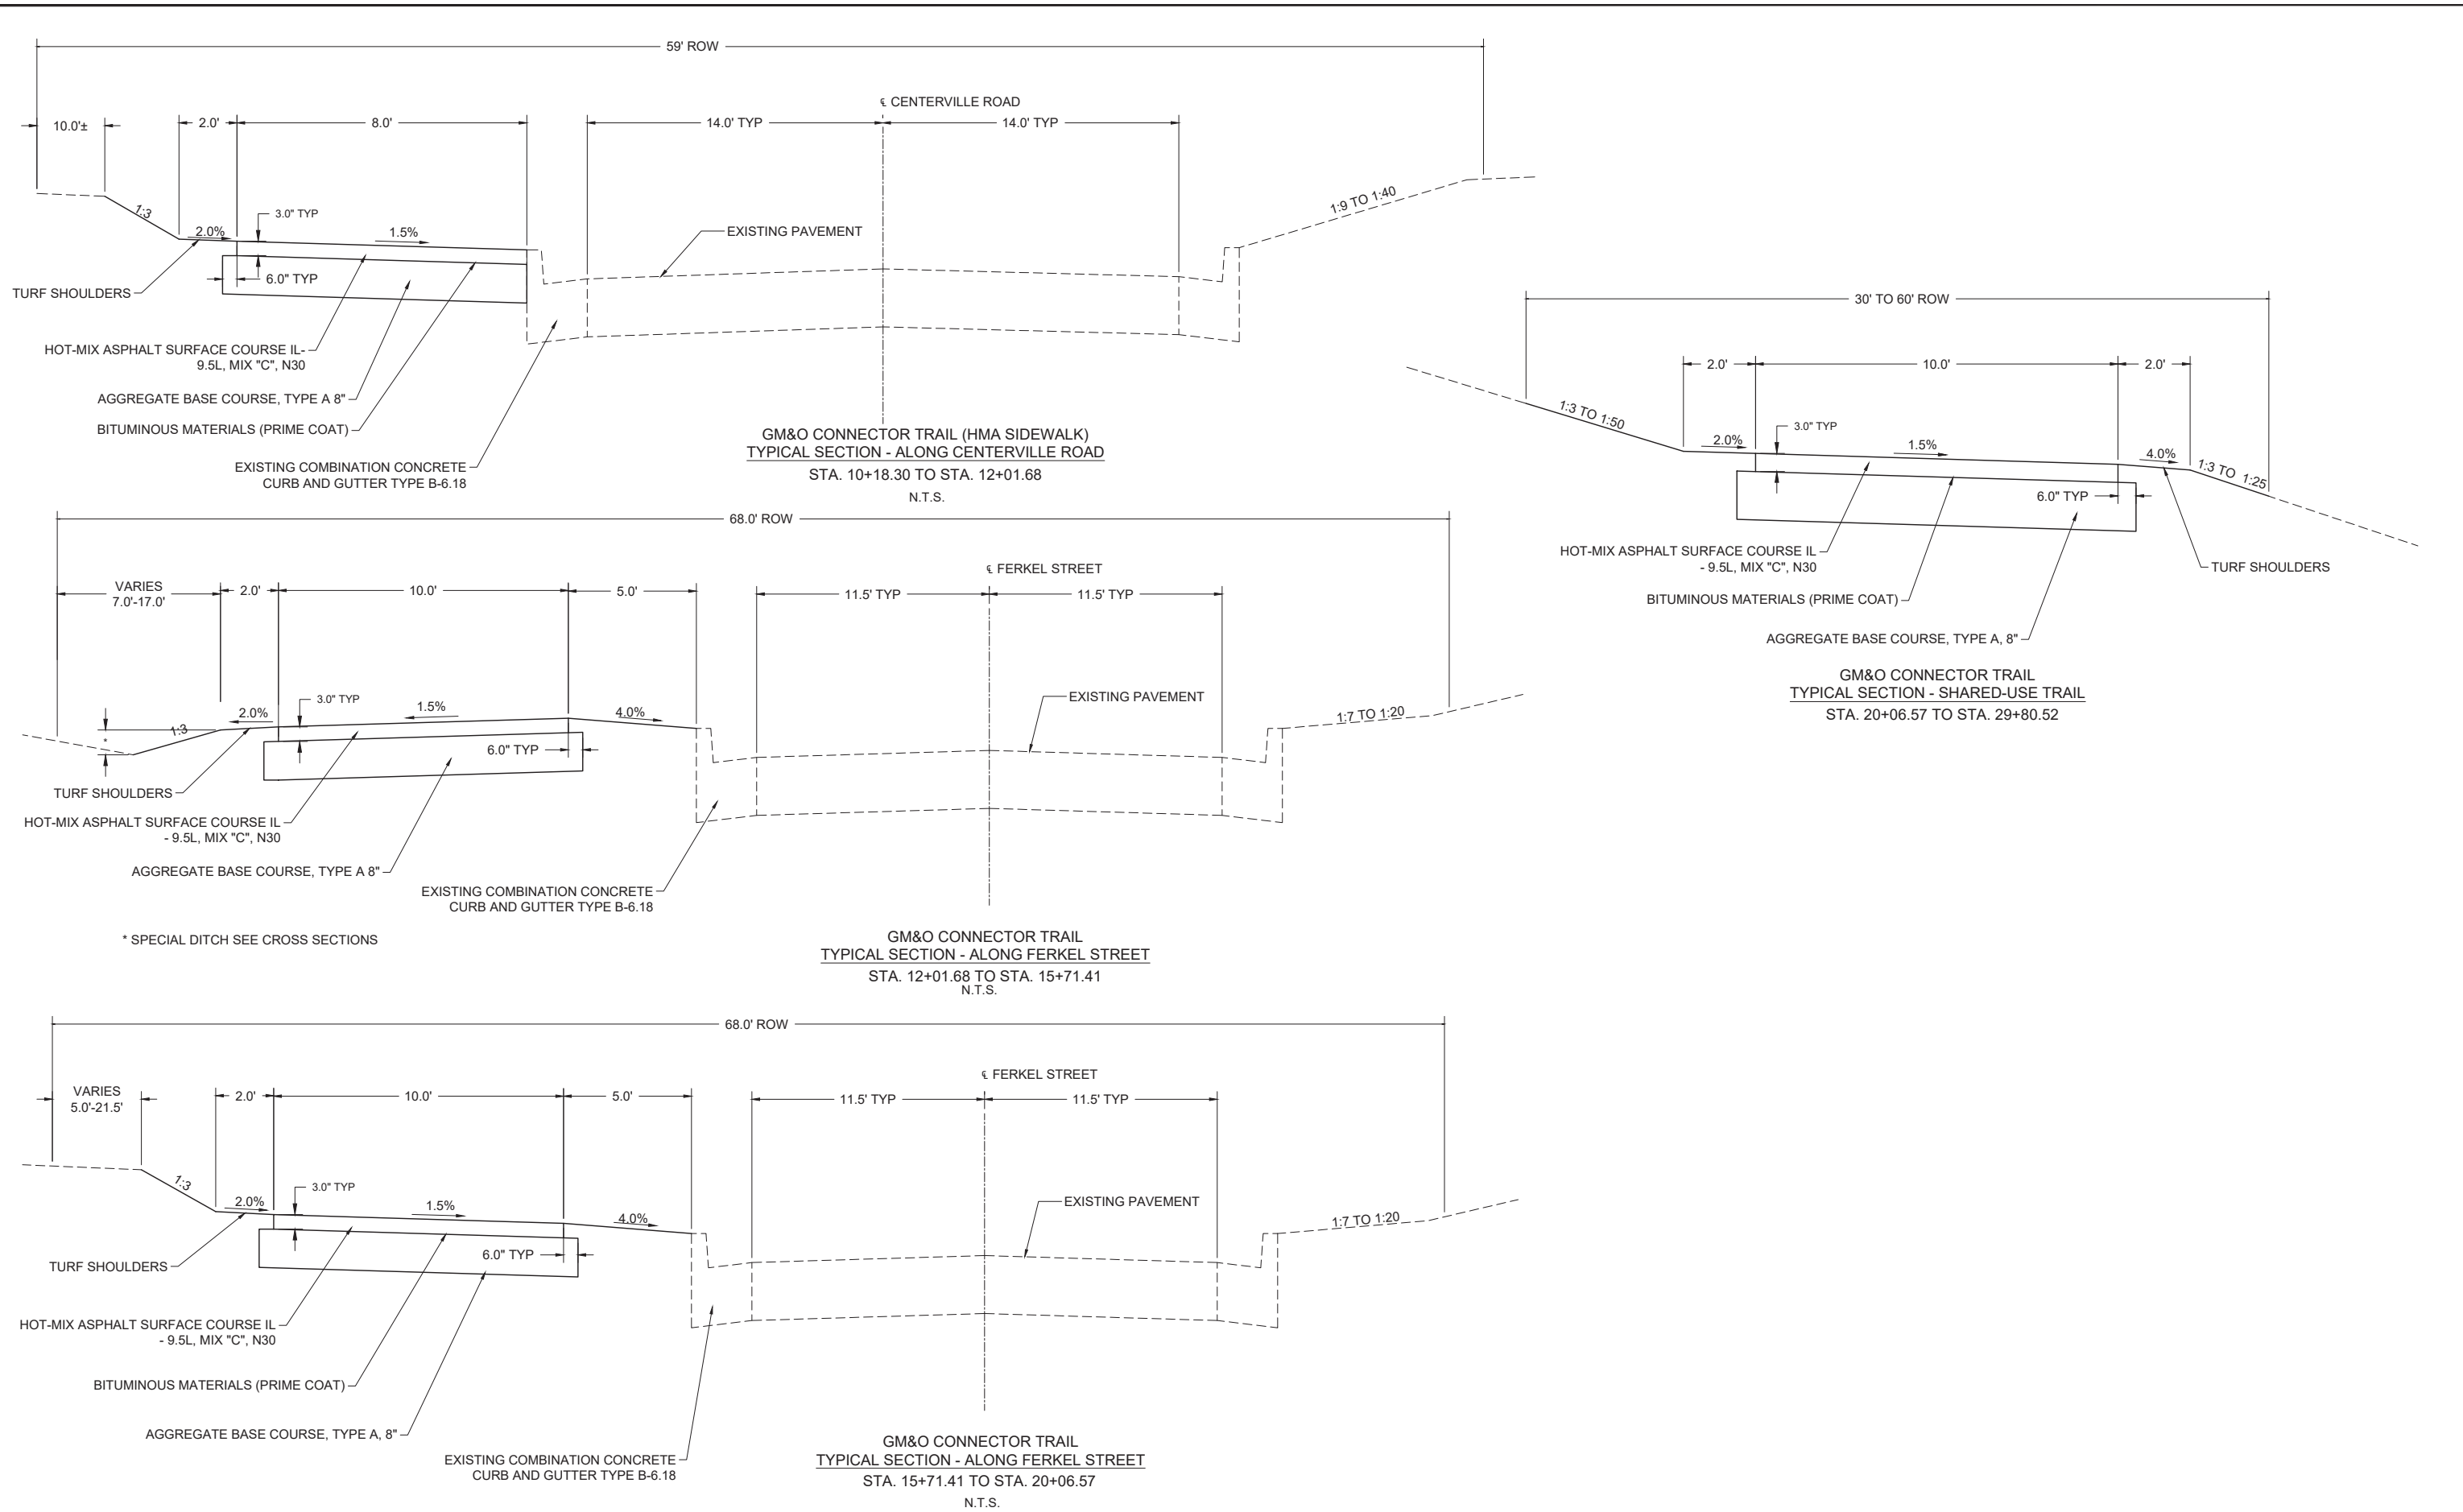 59' ROW
℄ CENTERVILLE ROAD
10.0'±
2.0'
8.0'
14.0' TYP
14.0' TYP
1:3
2.0%
3.0" TYP
1.5%
EXISTING PAVEMENT
1:9 TO 1:40
6.0" TYP
TURF SHOULDERS
HOT-MIX ASPHALT SURFACE COURSE IL-
9.5L, MIX "C", N30
AGGREGATE BASE COURSE, TYPE A 8"
BITUMINOUS MATERIALS (PRIME COAT)
EXISTING COMBINATION CONCRETE
CURB AND GUTTER TYPE B-6.18
GM&O CONNECTOR TRAIL (HMA SIDEWALK)
TYPICAL SECTION - ALONG CENTERVILLE ROAD
STA. 10+18.30 TO STA. 12+01.68
N.T.S.
30' TO 60' ROW
2.0'
10.0'
2.0'
1:3 TO 1:50
2.0%
3.0" TYP
1.5%
4.0%
1:3 TO 1:25
6.0" TYP
HOT-MIX ASPHALT SURFACE COURSE IL
- 9.5L, MIX "C", N30
TURF SHOULDERS
BITUMINOUS MATERIALS (PRIME COAT)
AGGREGATE BASE COURSE, TYPE A, 8"
GM&O CONNECTOR TRAIL
TYPICAL SECTION - SHARED-USE TRAIL
STA. 20+06.57 TO STA. 29+80.52
68.0' ROW
℄ FERKEL STREET
VARIES
7.0'-17.0'
2.0'
10.0'
5.0'
11.5' TYP
11.5' TYP
*
1:3
2.0%
3.0" TYP
1.5%
4.0%
EXISTING PAVEMENT
1:7 TO 1:20
6.0" TYP
TURF SHOULDERS
HOT-MIX ASPHALT SURFACE COURSE IL
- 9.5L, MIX "C", N30
AGGREGATE BASE COURSE, TYPE A 8"
EXISTING COMBINATION CONCRETE
CURB AND GUTTER TYPE B-6.18
* SPECIAL DITCH SEE CROSS SECTIONS
GM&O CONNECTOR TRAIL
TYPICAL SECTION - ALONG FERKEL STREET
STA. 12+01.68 TO STA. 15+71.41
N.T.S.
68.0' ROW
℄ FERKEL STREET
VARIES
5.0'-21.5'
2.0'
10.0'
5.0'
11.5' TYP
11.5' TYP
1:3
2.0%
3.0" TYP
1.5%
4.0%
EXISTING PAVEMENT
1:7 TO 1:20
6.0" TYP
TURF SHOULDERS
HOT-MIX ASPHALT SURFACE COURSE IL
- 9.5L, MIX "C", N30
BITUMINOUS MATERIALS (PRIME COAT)
AGGREGATE BASE COURSE, TYPE A, 8"
EXISTING COMBINATION CONCRETE
CURB AND GUTTER TYPE B-6.18
GM&O CONNECTOR TRAIL
TYPICAL SECTION - ALONG FERKEL STREET
STA. 15+71.41 TO STA. 20+06.57
N.T.S.